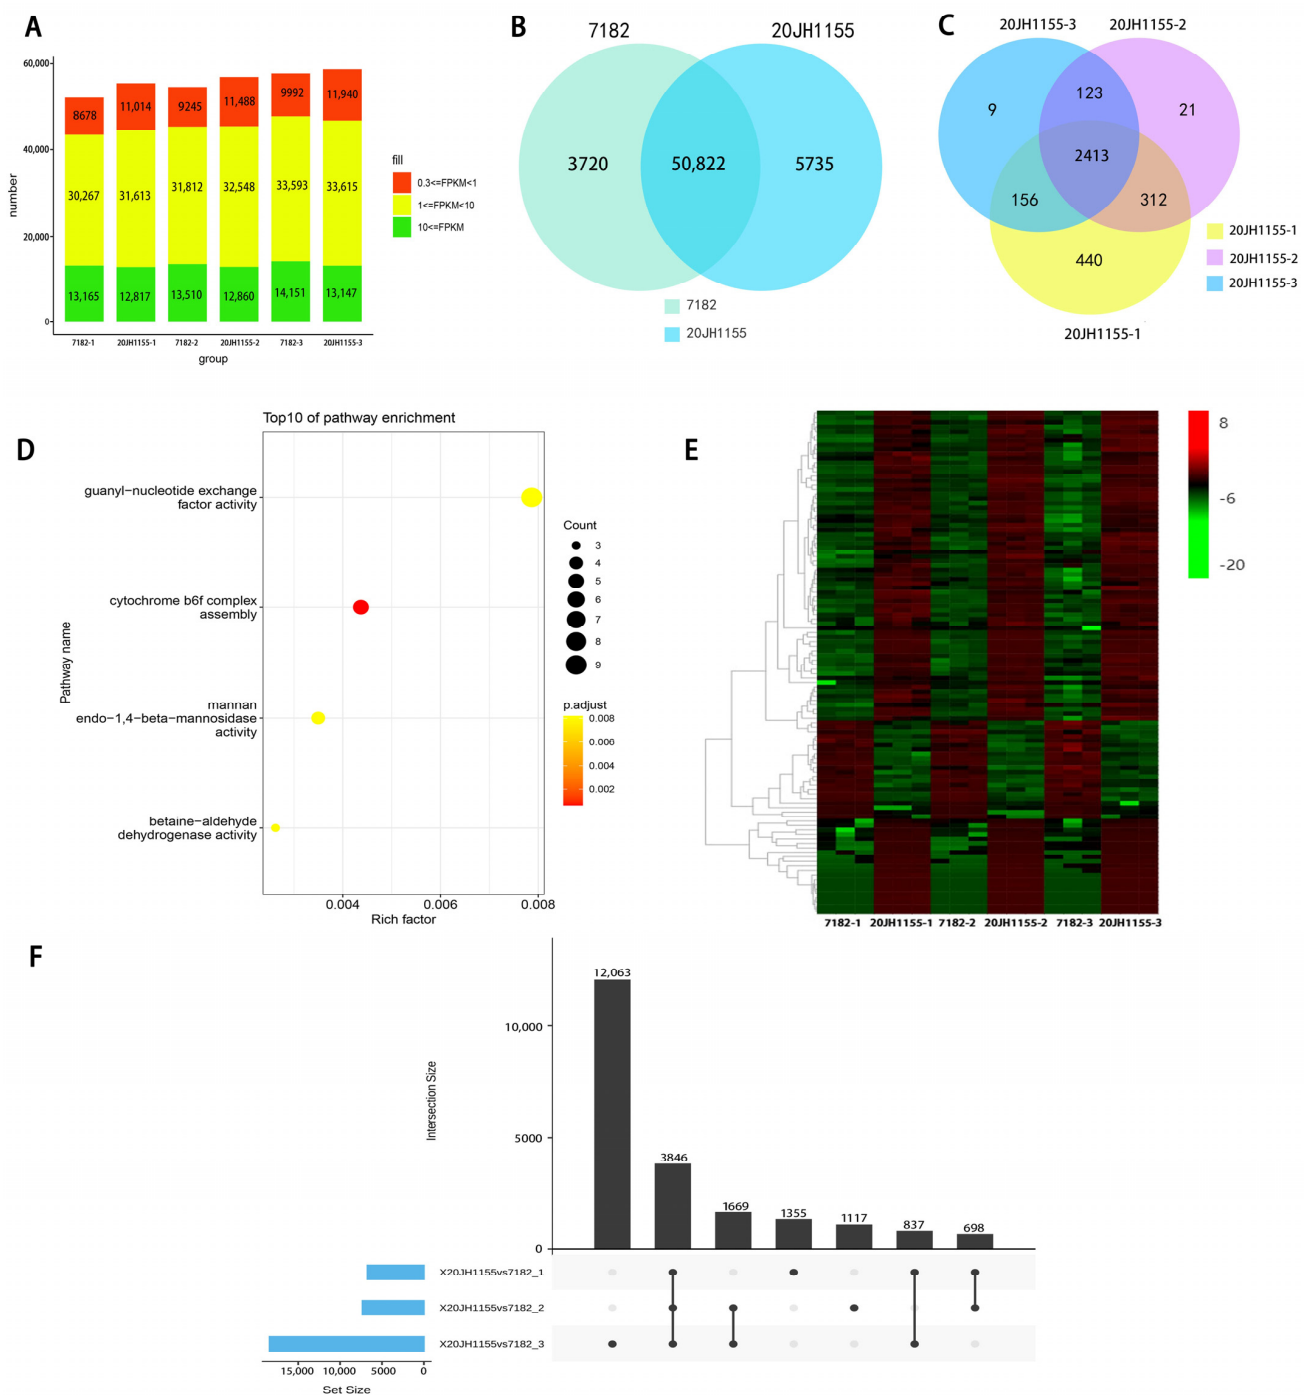 A
60,000
40,000
20,000
0
number
8678
11,014
9245
11,488
9992
11,940
30,267
31,613
31,812
32,548
33,593
33,615
13,165
12,817
13,510
12,860
14,151
13,147
7182-1
20JH1155-1
7182-2
20JH1155-2
7182-3
20JH1155-3
group
fill
0.3<=FPKM<1
1<=FPKM<10
10<=FPKM
B
7182
20JH1155
3720
50,822
5735
7182
20JH1155
C
20JH1155-3
20JH1155-2
9
123
21
2413
156
312
440
20JH1155-1
20JH1155-1
20JH1155-2
20JH1155-3
D
Top10 of pathway enrichment
Pathway name
guanyl−nucleotide exchange
factor activity
cytochrome b6f complex
assembly
mannan
endo−1,4−beta−mannosidase
activity
betaine−aldehyde
dehydrogenase activity
0.004
0.006
0.008
Rich factor
Count
3
4
5
6
7
8
9
p.adjust
0.008
0.006
0.004
0.002
E
8
-6
-20
7182-1
20JH1155-1
7182-2
20JH1155-2
7182-3
20JH1155-3
F
Intersection Size
10,000
5000
0
12,063
3846
1669
1355
1117
837
698
X20JH1155vs7182_1
X20JH1155vs7182_2
X20JH1155vs7182_3
15,000
10,000
5000
0
Set Size